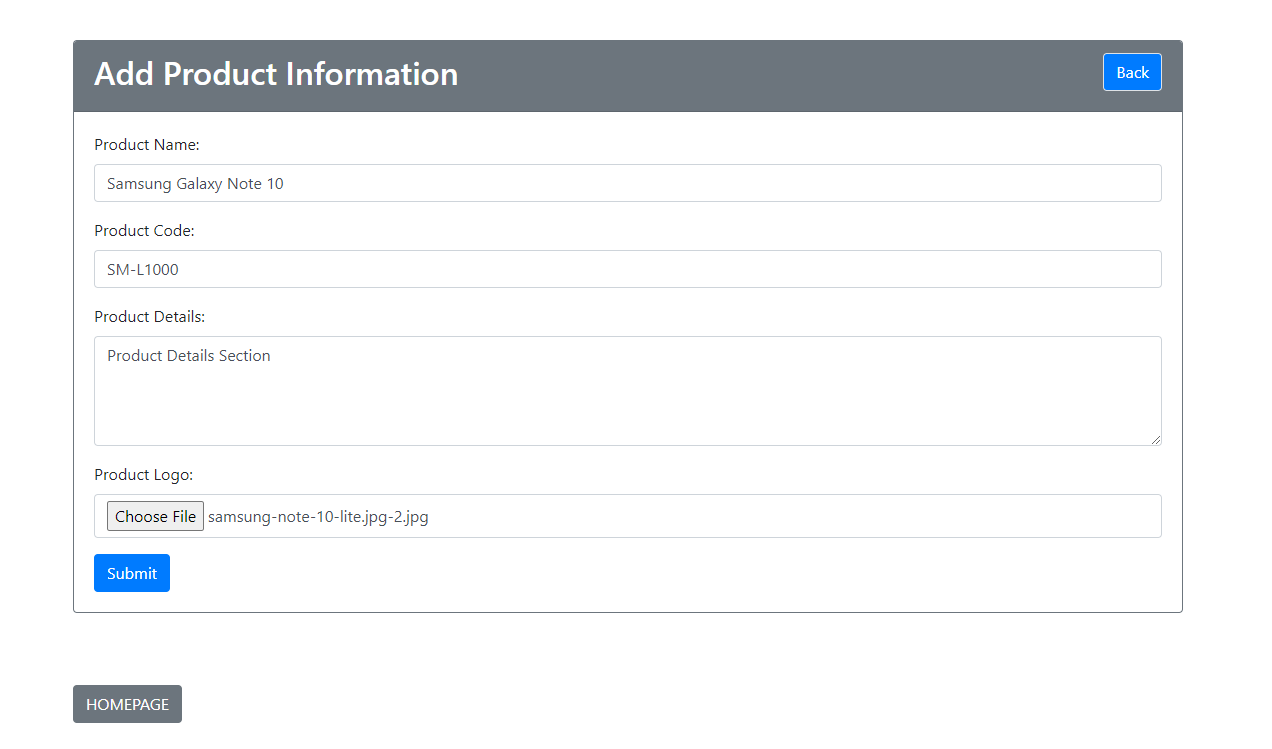 Add Product Information
Back
Product Name:
Samsung Galaxy Note 10
Product Code:
SM-L1000
Product Details:
Product Details Section
Product Logo:
Choose File samsung-note-10-lite.jpg-2.jpg
Submit
HOMEPAGE